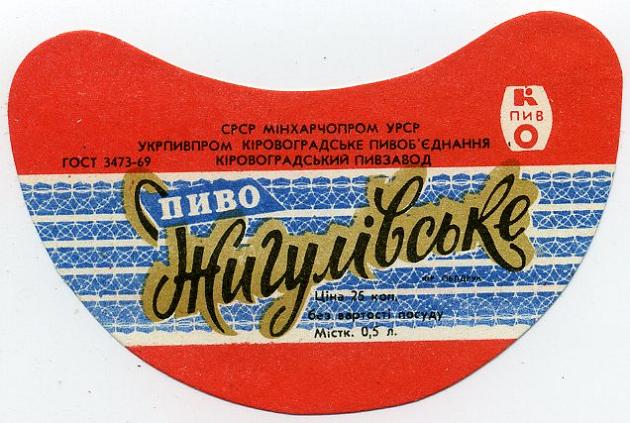 К
ПИВ
О
СРСР МІНХАРЧОПРОМ УРСР
УКРПИВПРОМ КІРОВОГРАДСЬКЕ ПИВОБ'ЄДНАННЯ
ГОСТ 3473-69 КІРОВОГРАДСЬКИЙ ПИВЗАВОД
ПИВО
Жигулівське
Ціна 25 коп.
без вартості посуду
Містк. 0,5 л.